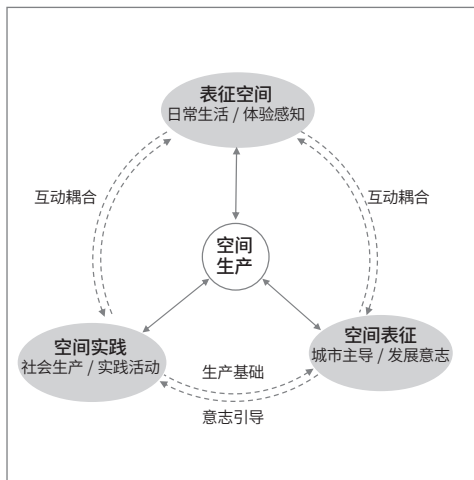 表征空间
日常生活 / 体验感知
互动耦合
互动耦合
空间
生产
空间实践
社会生产 / 实践活动
空间表征
城市主导 / 发展意志
生产基础
意志引导